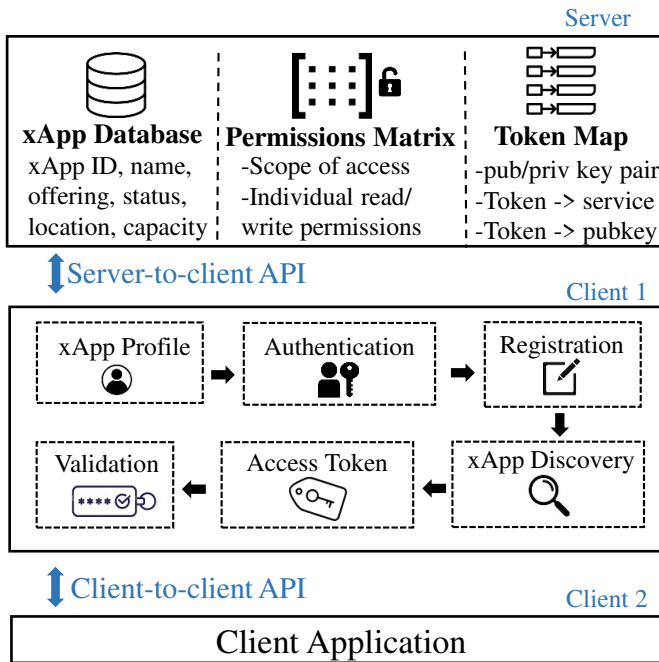 Server
xApp Database
xApp ID, name,
offering, status,
location, capacity
Permissions Matrix
-Scope of access
-Individual read/
write permissions
Token Map
-pub/priv key pair
-Token -> service
-Token -> pubkey
Server-to-client API
Client 1
xApp Profile
Authentication
Registration
Validation
****
Access Token
xApp Discovery
Client-to-client API
Client 2
Client Application